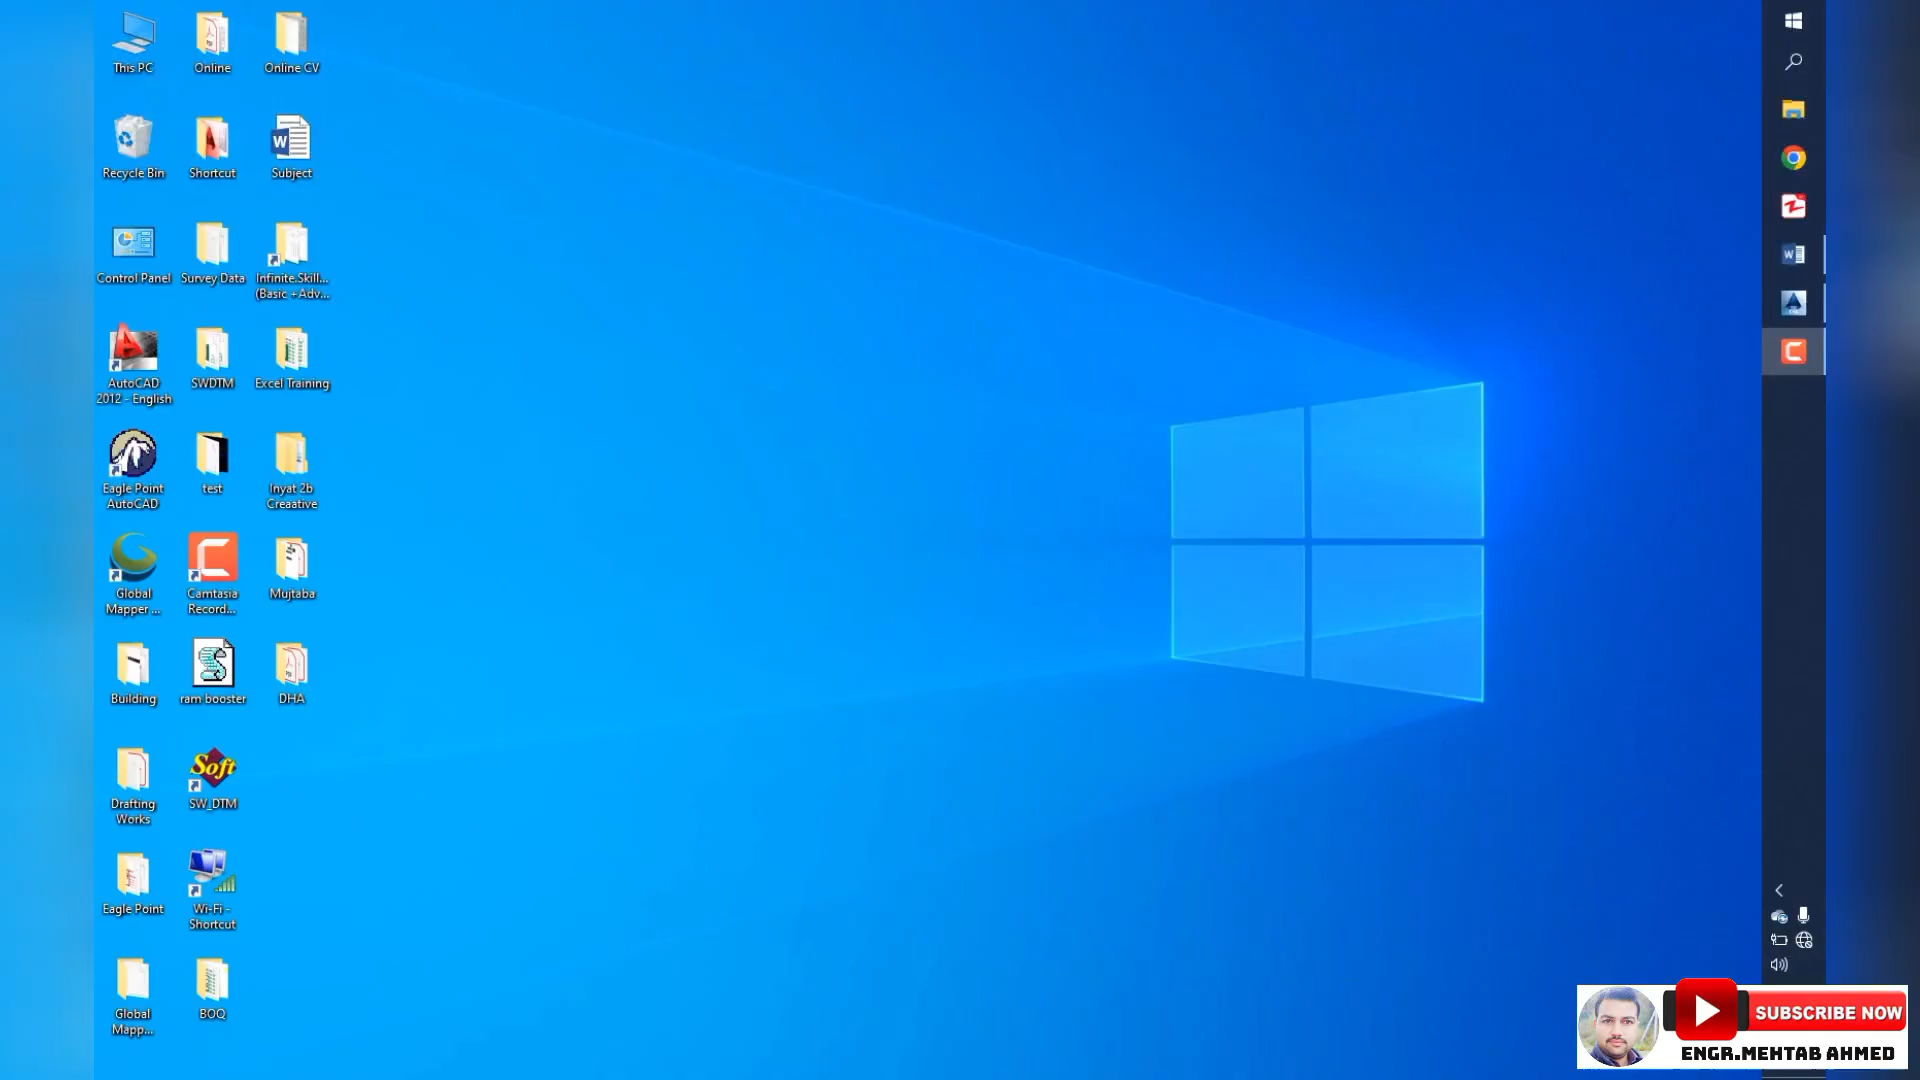 This PC
Online
Online CV
Recycle Bin
Shortcut
Subject
Control Panel
Survey Data
Infinite.Skill...
(Basic +Adv...
AutoCAD
2012 - English
SWDTM
Excel Training
Eagle Point
AutoCAD
test
Inyat 2b
Creaative
Global
Mapper ...
Camtasia
Record...
Mujtaba
Building
ram booster
DHA
Drafting
Works
Soft
SW_DTM
Eagle Point
Wi-Fi -
Shortcut
Global
Mapp...
BOQ
SUBSCRIBE NOW
ENGR.MEHTAB AHMED